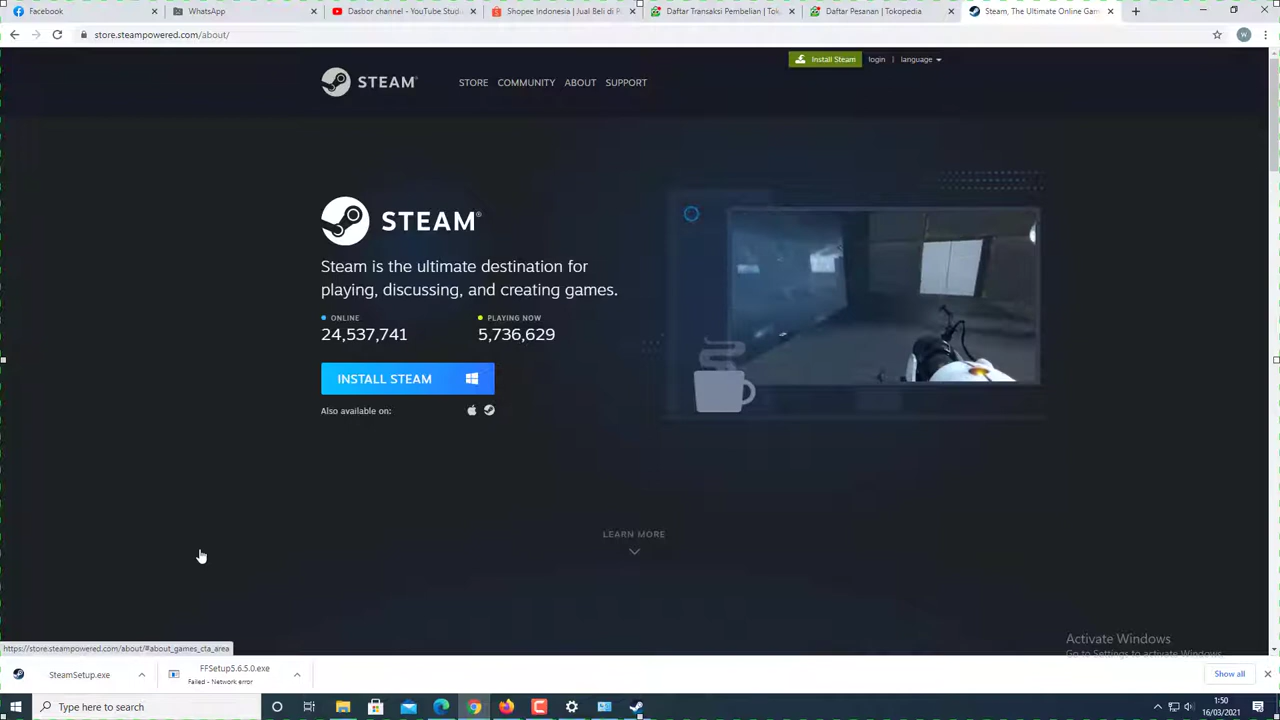 Facebook
WhatsApp
Dasbor channel - YouTube Stud
Shopee Indonesia | Jual Beli di P
Daftar Transaksi Pembelian | Tok
Daftar Pesanan | Tokopedia
Steam, The Ultimate Online Gam
store.steampowered.com/about/
W
Install Steam
login | language
STEAM®
STORE COMMUNITY ABOUT SUPPORT
STEAM®
Steam is the ultimate destination for
playing, discussing, and creating games.
ONLINE PLAYING NOW
24,537,741 5,736,629
INSTALL STEAM
Also available on:
LEARN MORE
Activate Windows
Go to Settings to activate Windows.
https://store.steampowered.com/about/#about_games_cta_area
SteamSetup.exe
FFSetup5.6.5.0.exe
Failed - Network error
Show all
Type here to search
1:50
16/03/2021